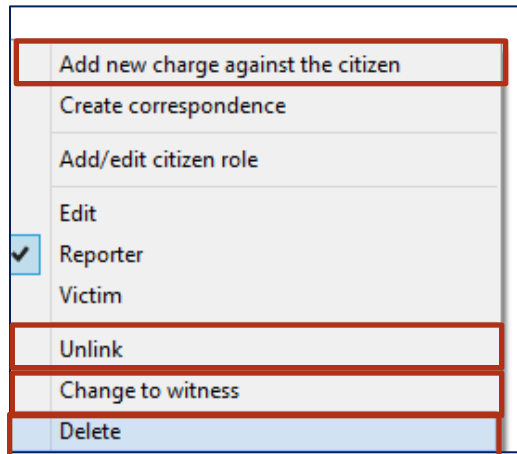 Add new charge against the citizen
Create correspondence
Add/edit citizen role
Edit
Reporter
Victim
Unlink
Change to witness
Delete